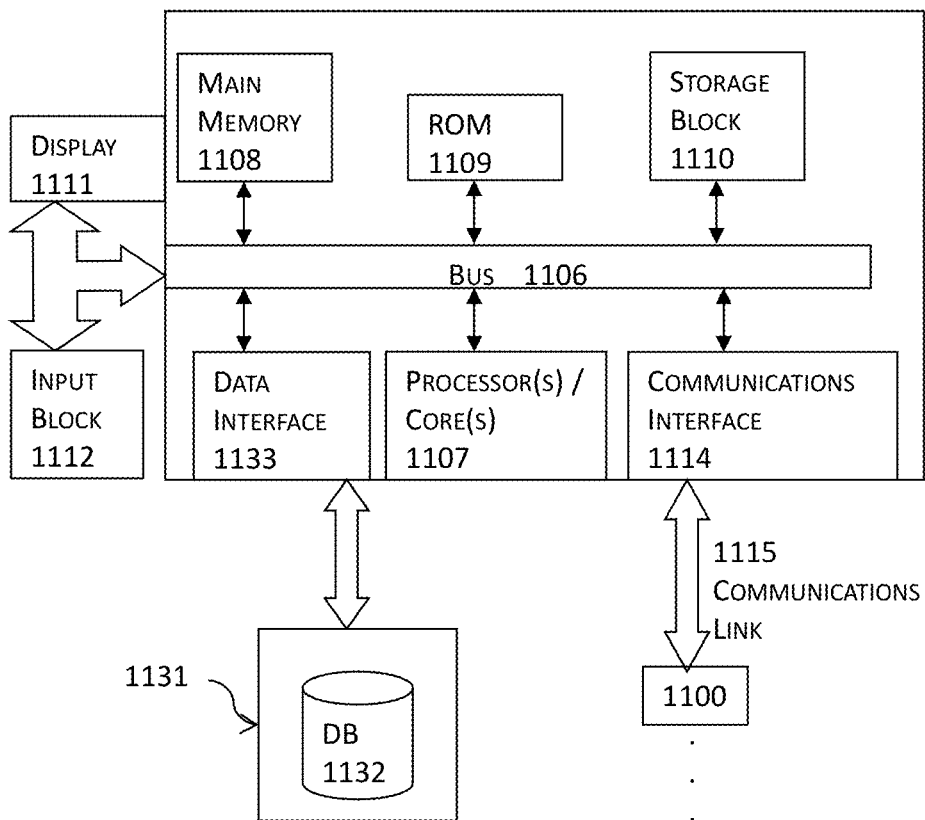 MAIN
MEMORY
1108
ROM
1109
STORAGE
BLOCK
1110
DISPLAY
1111
BUS 1106
INPUT
BLOCK
1112
DATA
INTERFACE
1133
PROCESSOR(S) /
CORE(S)
1107
COMMUNICATIONS
INTERFACE
1114
1115
COMMUNICATIONS
LINK
1131
DB
1132
1100